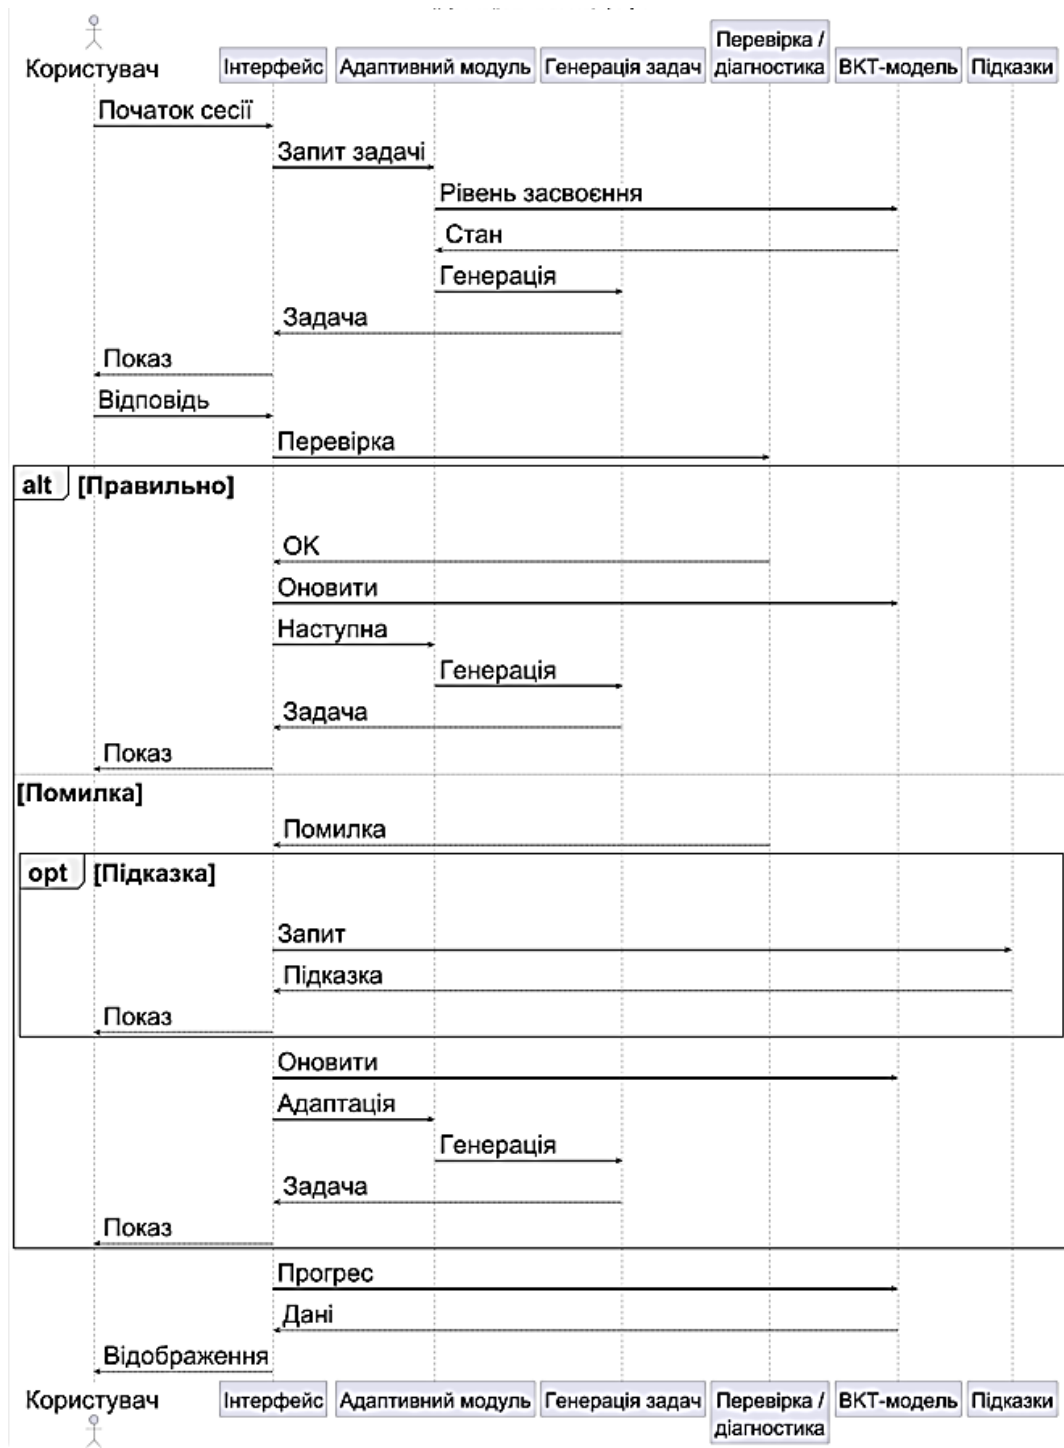 Користувач
Інтерфейс
Адаптивний модуль
Генерація задач
Перевірка /
діагностика
ВКТ-модель
Підказки
Початок сесії
Запит задачі
Рівень засвоєння
Стан
Генерація
Задача
Показ
Відповідь
Перевірка
alt [Правильно]
OK
Оновити
Наступна
Генерація
Задача
Показ
[Помилка]
Помилка
opt [Підказка]
Запит
Підказка
Показ
Оновити
Адаптація
Генерація
Задача
Показ
Прогрес
Дані
Відображення
Користувач
Інтерфейс
Адаптивний модуль
Генерація задач
Перевірка /
діагностика
ВКТ-модель
Підказки